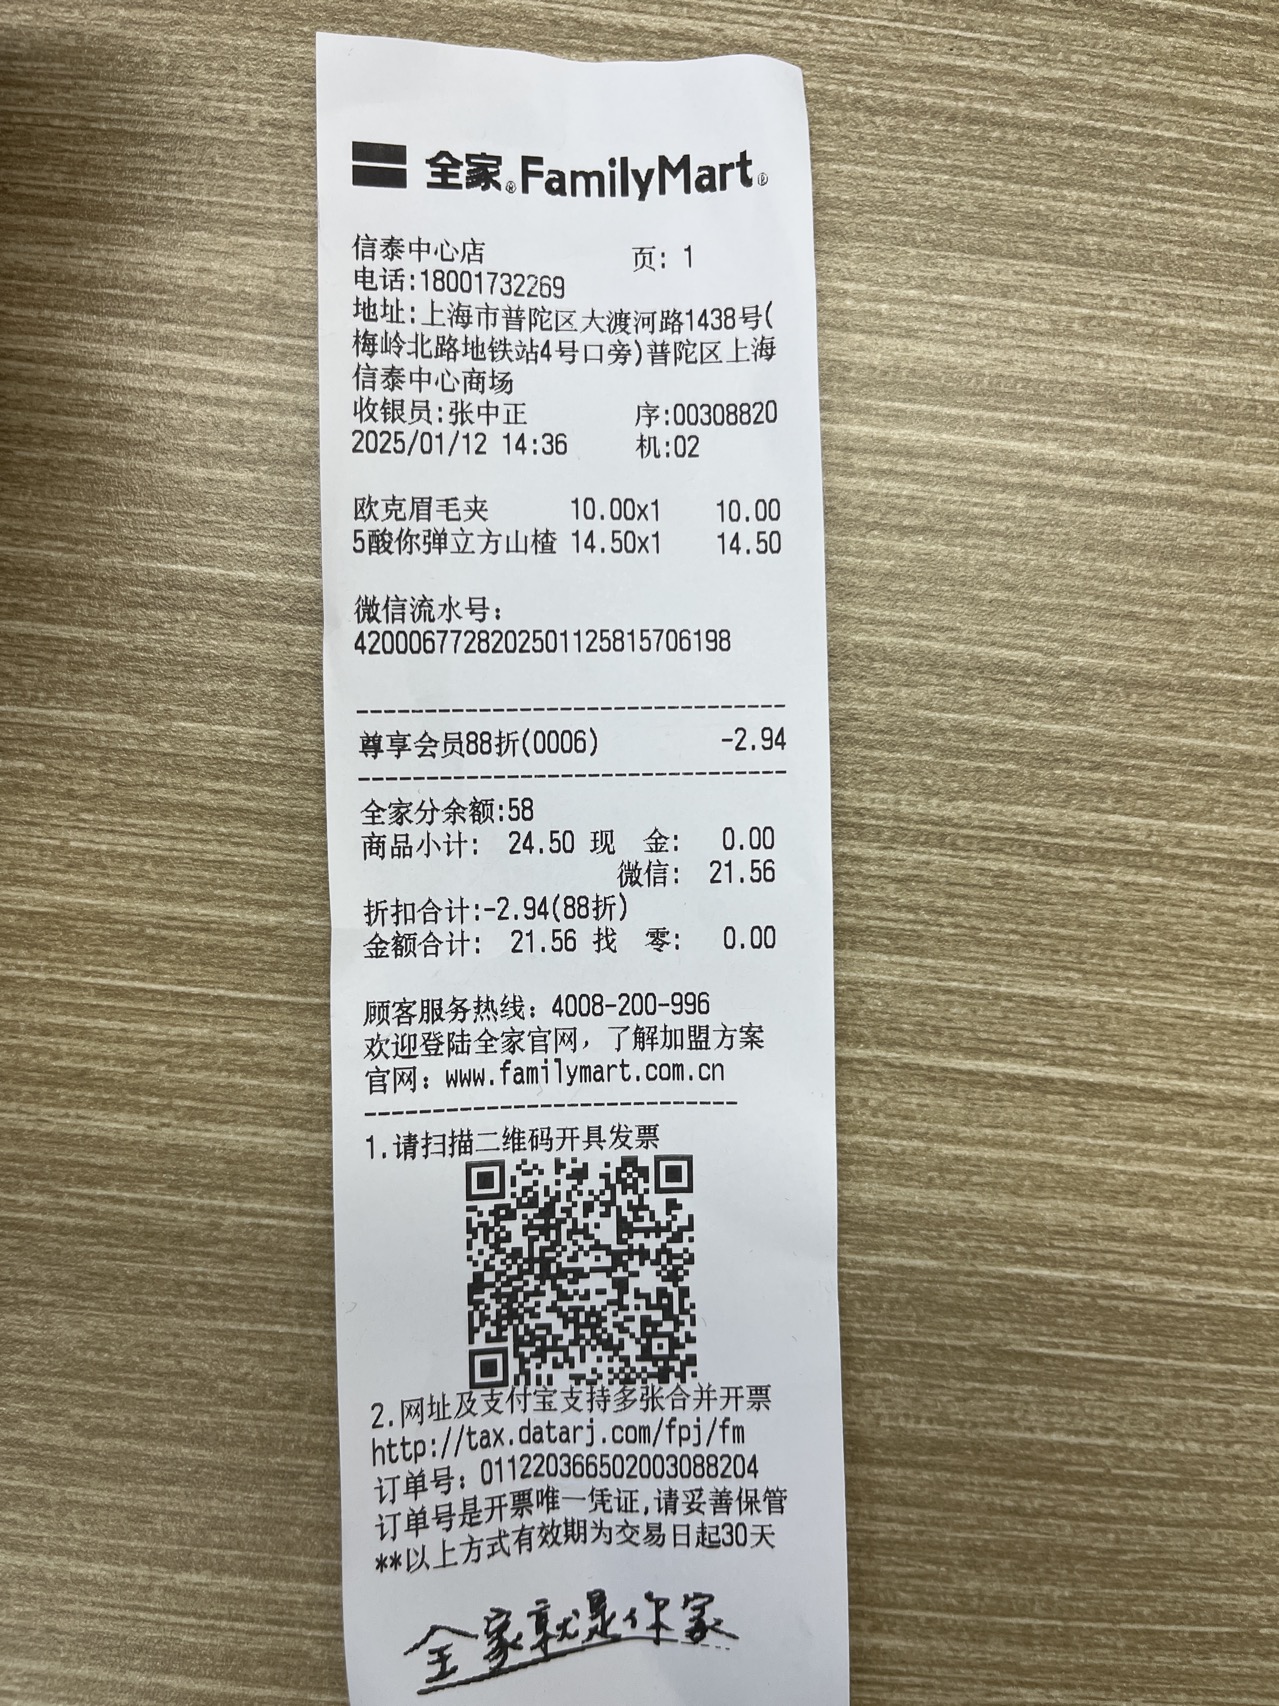 全家® FamilyMart®
信泰中心店 页: 1
电话:18001732269
地址:上海市普陀区大渡河路1438号(
梅岭北路地铁站4号口旁)普陀区上海
信泰中心商场
收银员:张中正 序:00308820
2025/01/12 14:36 机:02
欧克眉毛夹 10.00x1 10.00
5酸你弹立方山楂 14.50x1 14.50
微信流水号:
4200067728202501125815706198
尊享会员88折(0006) -2.94
全家分余额:58
商品小计: 24.50 现 金: 0.00
微信: 21.56
折扣合计:-2.94(88折)
金额合计: 21.56 找 零: 0.00
顾客服务热线: 4008-200-996
欢迎登陆全家官网, 了解加盟方案
官网: www.familymart.com.cn
1.请扫描二维码开具发票
2.网址及支付宝支持多张合并开票
http://tax.datarj.com/fpj/fm
订单号: 0112203665020030882​04
订单号是开票唯一凭证,请妥善保管
**以上方式有效期为交易日起30天
全家就是你家